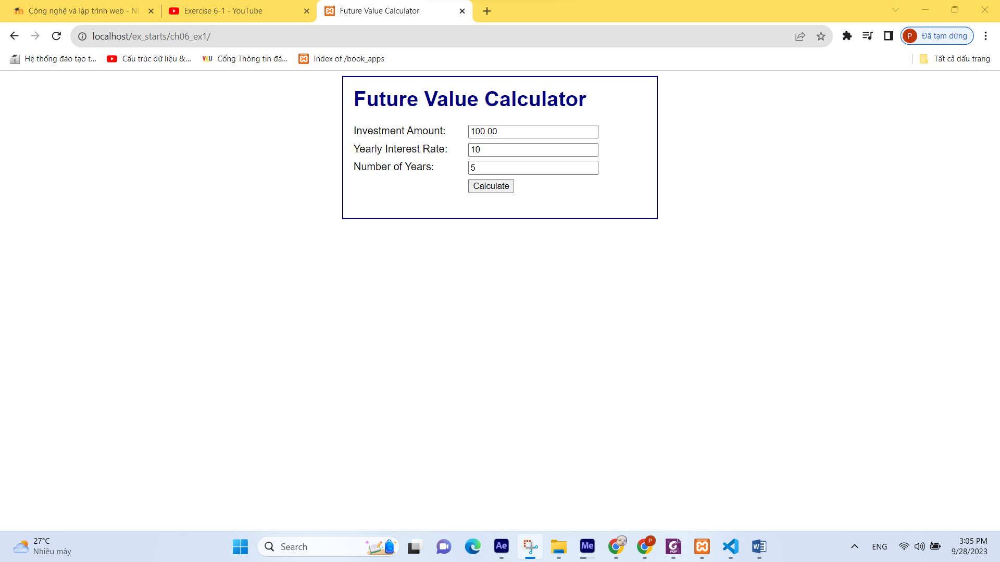 Công nghệ và lập trình web - NL
Exercise 6-1 - YouTube
Future Value Calculator
localhost/ex_starts/ch06_ex1/
P
Đã tạm dừng
Hệ thống đào tạo t...
Cấu trúc dữ liệu &...
VKU
Cổng Thông tin đà...
Index of /book_apps
Tất cả dấu trang
Future Value Calculator
Investment Amount:
100.00
Yearly Interest Rate:
10
Number of Years:
5
Calculate
27°C
Nhiều mây
Search
Ae
Me
P
PDF
ENG
3:05 PM
9/28/2023